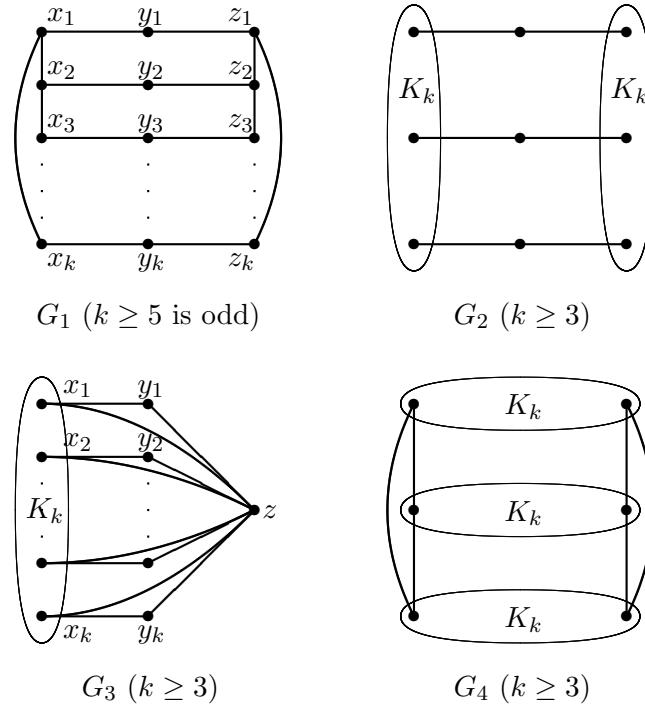 x₁ y₁ z₁
x₂ y₂ z₂
x₃ y₃ z₃
xₖ yₖ zₖ
G₁ (k ≥ 5 is odd)
Kₖ Kₖ
G₂ (k ≥ 3)
x₁ y₁
x₂ y₂
Kₖ z
xₖ yₖ
G₃ (k ≥ 3)
Kₖ
Kₖ
Kₖ
G₄ (k ≥ 3)